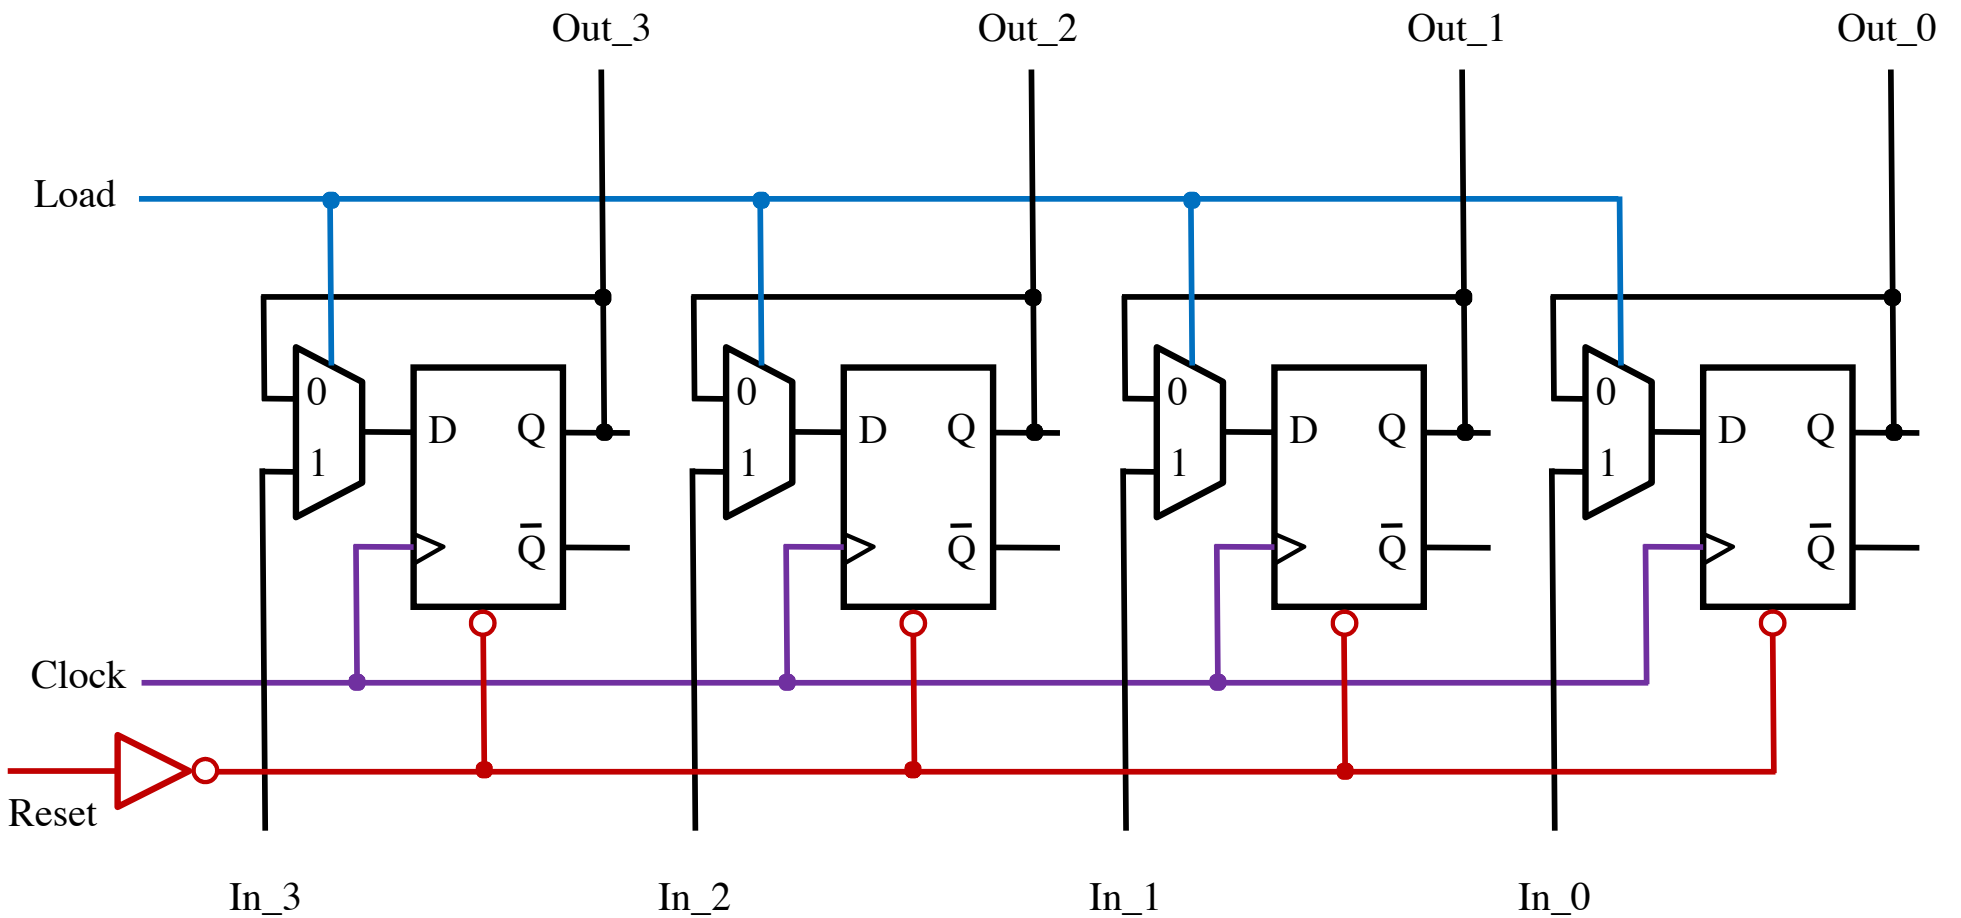 Out_3 Out_2 Out_1 Out_0
Load
0 0 0 0
D Q D Q D Q D Q
1 1 1 1
Q̅ Q̅ Q̅ Q̅
Clock
Reset
In_3 In_2 In_1 In_0